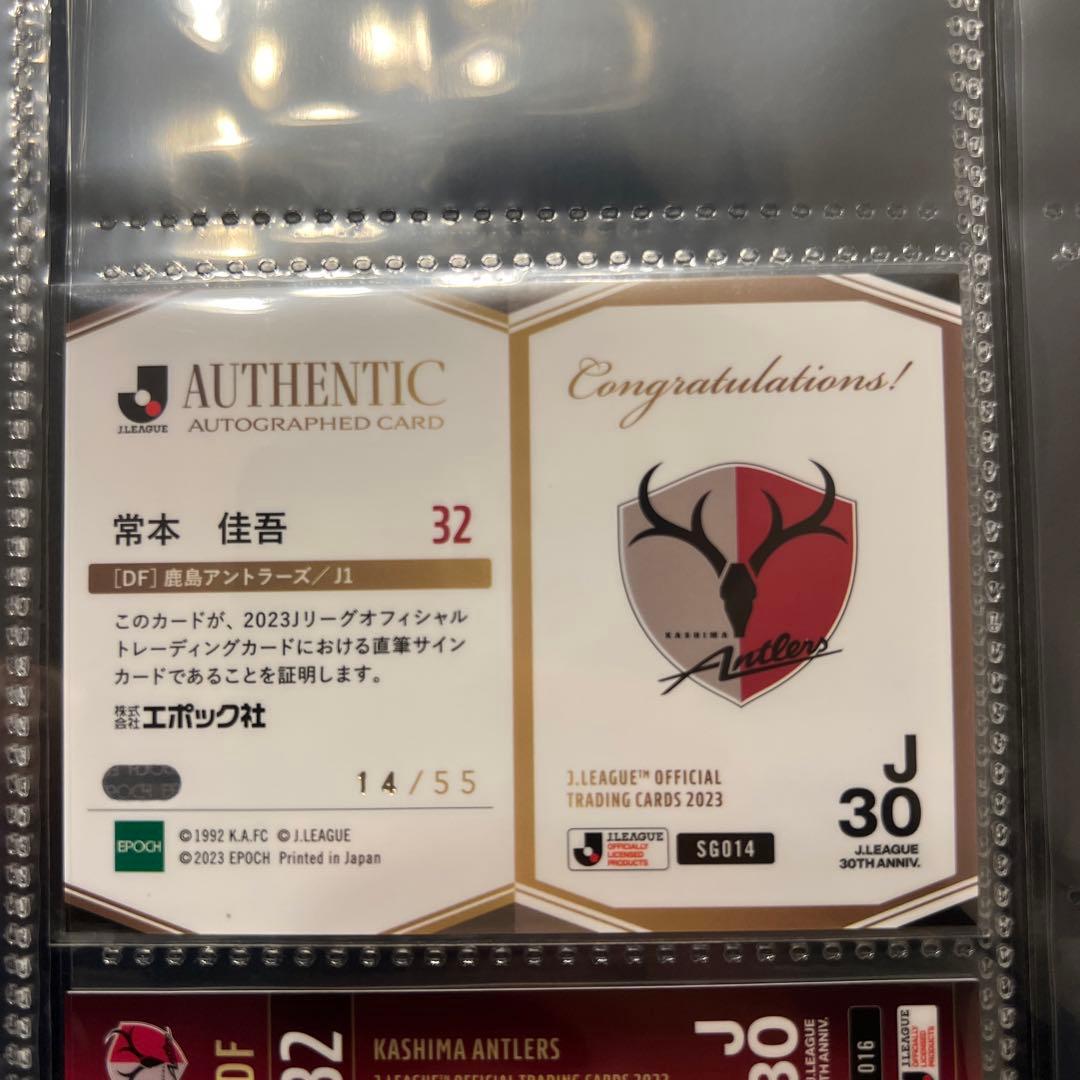 J.LEAGUE
AUTHENTIC
AUTOGRAPHED CARD
常本 佳吾 32
[DF] 鹿島アントラーズ/J1
このカードが、2023Jリーグオフィシャル
トレーディングカードにおける直筆サイン
カードであることを証明します。
株式会社エポック社
14/55
EPOCH
©1992 K.A.FC ©J.LEAGUE
©2023 EPOCH Printed in Japan
Congratulations!
KASHIMA
Antlers
J.LEAGUE™ OFFICIAL
TRADING CARDS 2023
J.LEAGUE
OFFICIALLY
LICENSED
PRODUCTS
SG014
J
30
J.LEAGUE
30TH ANNIV.
DF
32
KASHIMA ANTLERS
J.LEAGUE™ OFFICIAL TRADING CARDS 2023
J
30
J.LEAGUE
30TH ANNIV.
016
J.LEAGUE
OFFICIALLY
LICENSED
PRODUCTS